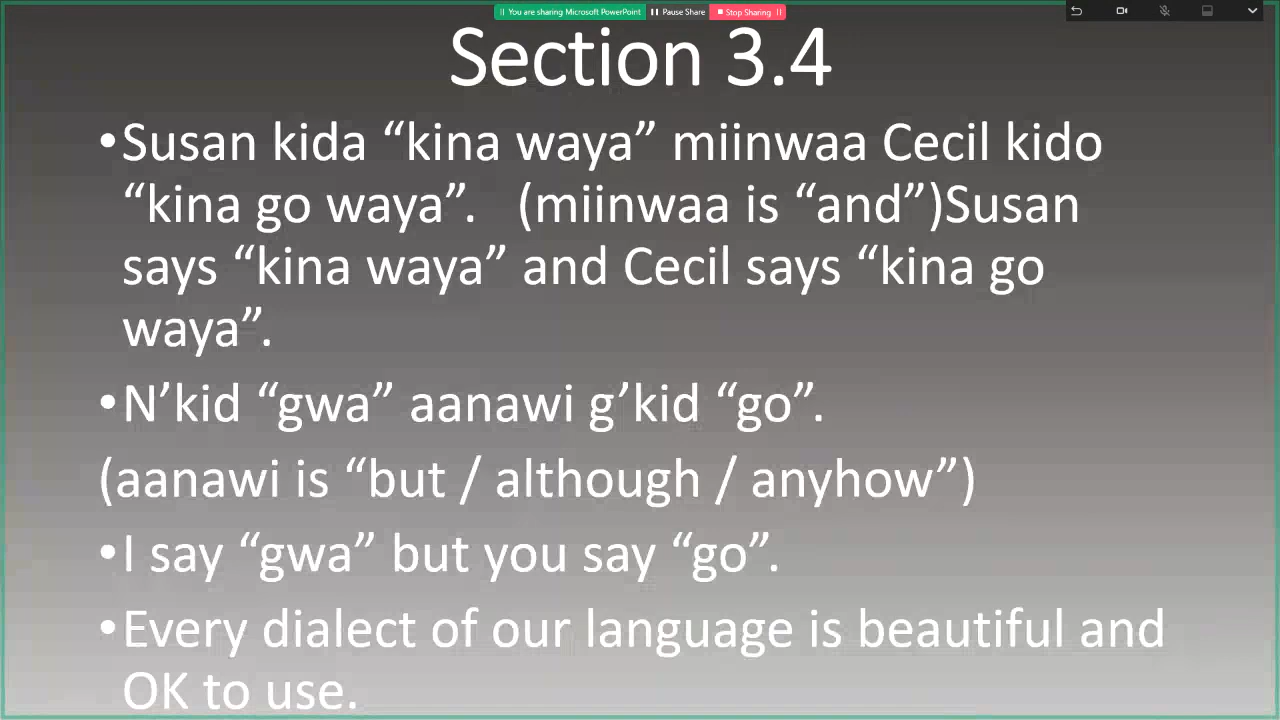 You are sharing Microsoft PowerPoint Pause Share Stop Sharing
Section 3.4
•Susan kida “kina waya” miinwaa Cecil kido
“kina go waya”. (miinwaa is “and”)Susan
says “kina waya” and Cecil says “kina go
waya”.
•N’kid “gwa” aanawi g’kid “go”.
(aanawi is “but / although / anyhow”)
•I say “gwa” but you say “go”.
•Every dialect of our language is beautiful and
OK to use.